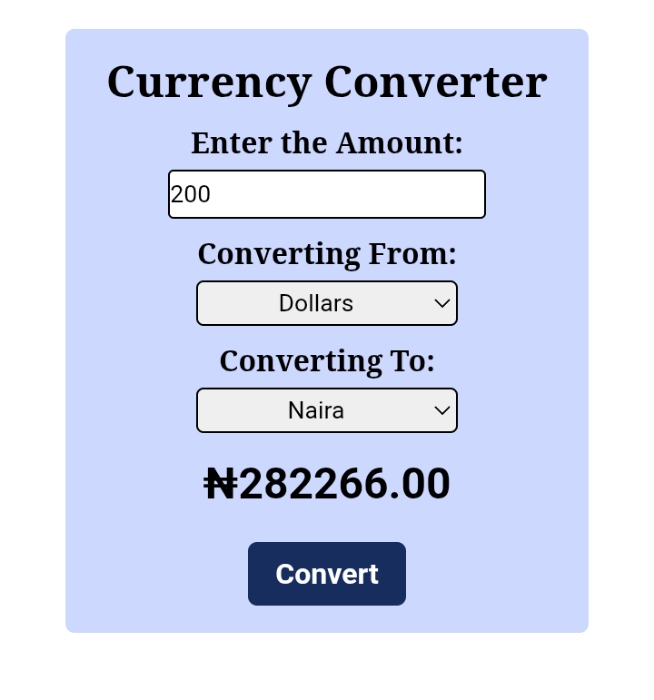 Currency Converter
Enter the Amount:
200
Converting From:
Dollars
Converting To:
Naira
₦282266.00
Convert